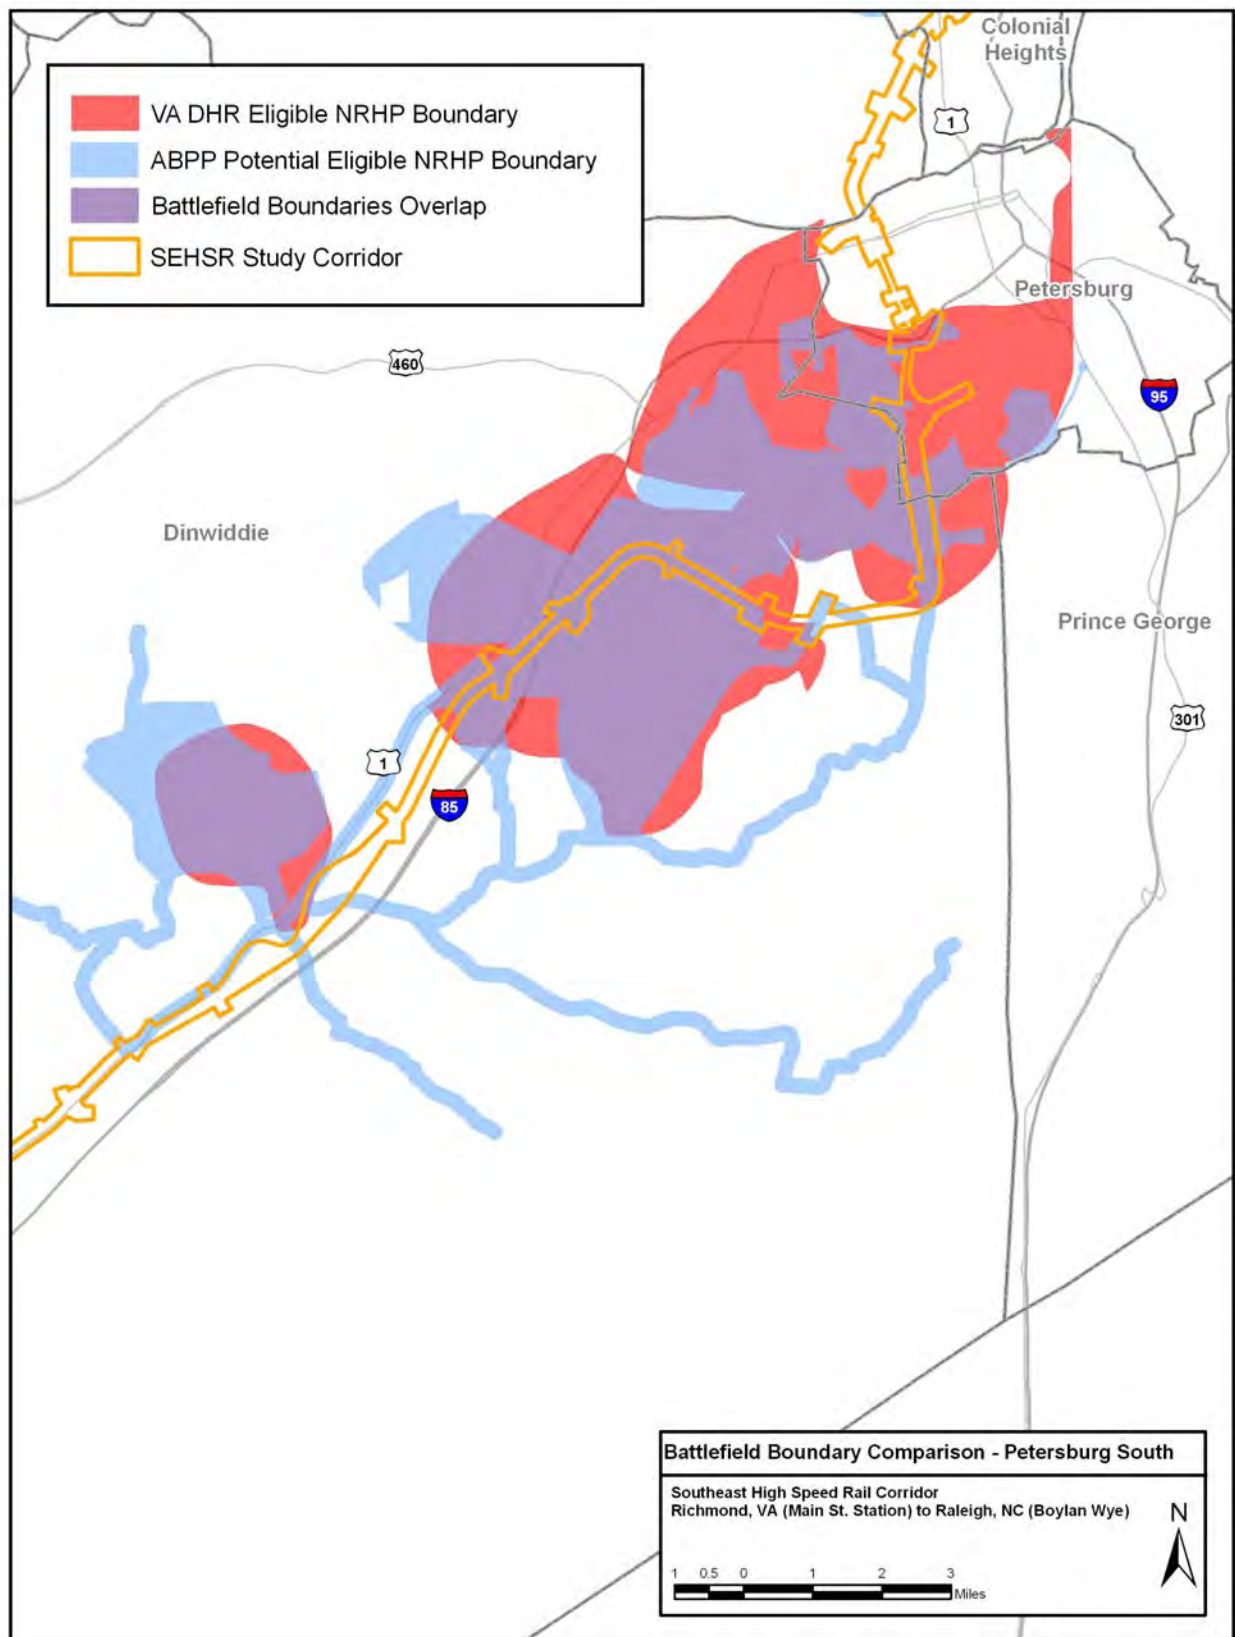 Colonial
Heights
VA DHR Eligible NRHP Boundary
ABPP Potential Eligible NRHP Boundary
Battlefield Boundaries Overlap
SEHSR Study Corridor
1
Petersburg
460
95
Dinwiddie
Prince George
301
1
85
Battlefield Boundary Comparison - Petersburg South
Southeast High Speed Rail Corridor
Richmond, VA (Main St. Station) to Raleigh, NC (Boylan Wye)
N
1 0.5 0 1 2 3
Miles